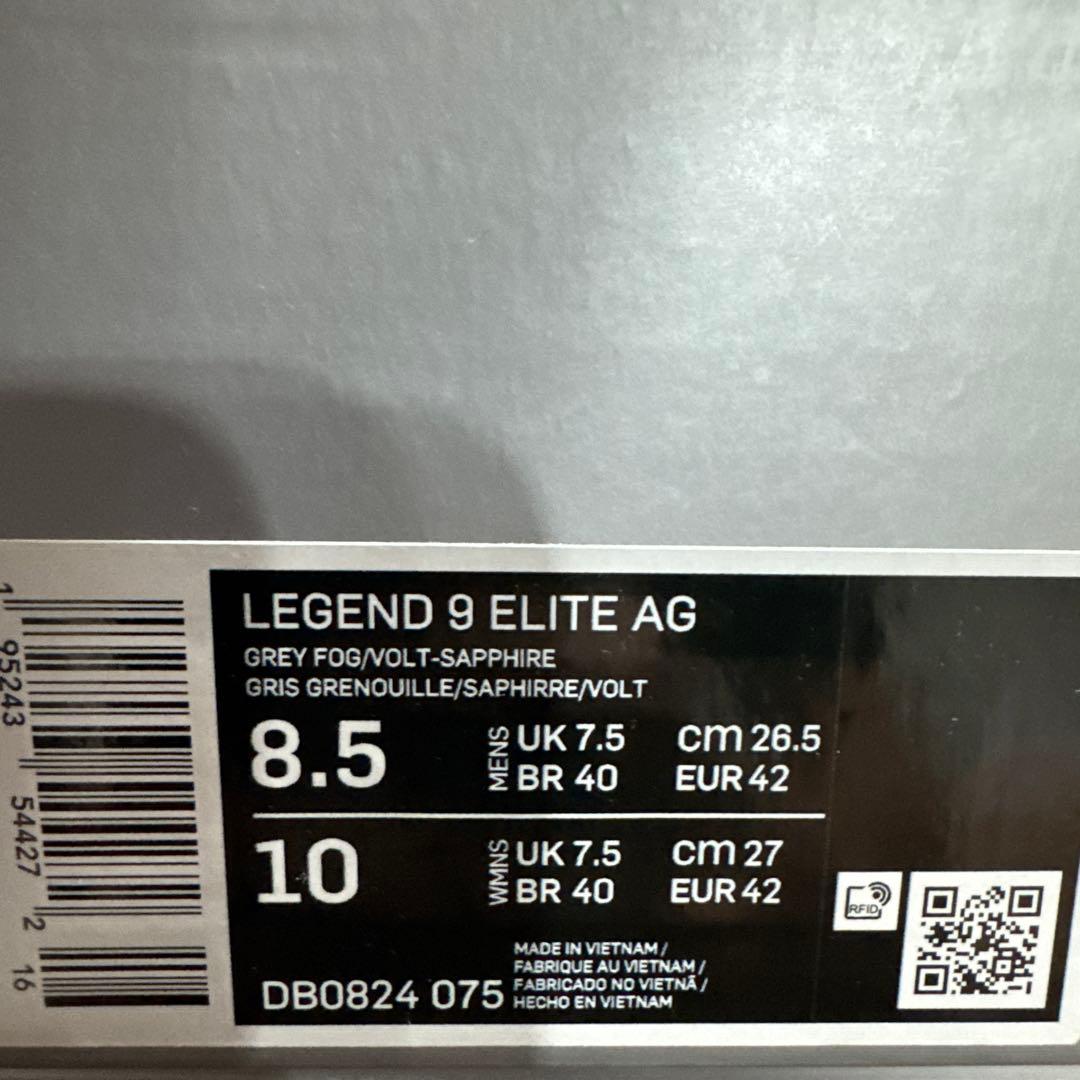 LEGEND 9 ELITE AG
GREY FOG/VOLT-SAPPHIRE
GRIS GRENOUILLE/SAPHIRRE/VOLT
8.5 MENS UK 7.5 cm 26.5
BR 40 EUR 42
10 WMNS UK 7.5 cm 27
BR 40 EUR 42
RFID
DB0824 075
MADE IN VIETNAM /
FABRIQUE AU VIETNAM /
FABRICADO NO VIETNÃ /
HECHO EN VIETNAM
1 95243 54427 2 16